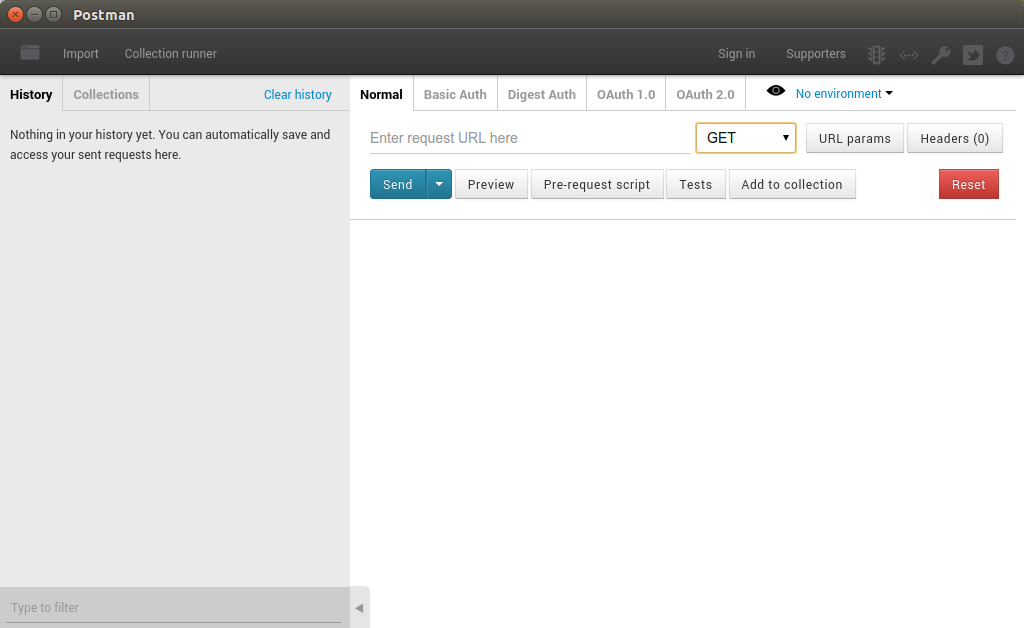 Postman
Import Collection runner Sign in Supporters
History Collections Clear history
Nothing in your history yet. You can automatically save and
access your sent requests here.
Type to filter
Normal Basic Auth Digest Auth OAuth 1.0 OAuth 2.0 No environment
Enter request URL here GET URL params Headers (0)
Send Preview Pre-request script Tests Add to collection Reset